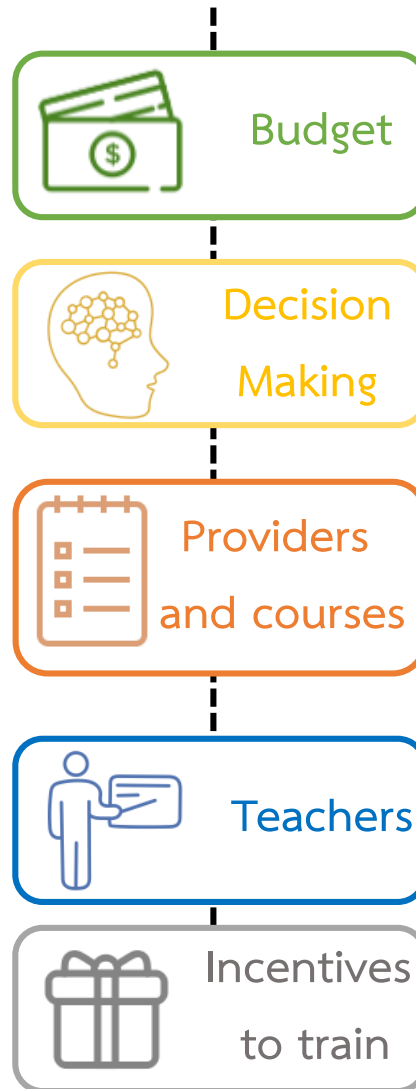 $
Budget
Decision
Making
Providers
and courses
Teachers
Incentives
to train